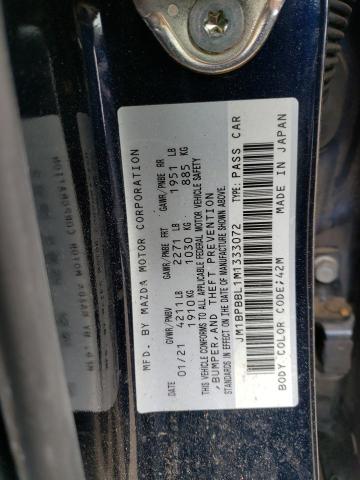 MFD. BY MAZDA MOTOR CORPORATION
DATE GVWR/PNBV GAWR/PNBE FRT GAWR/PNBE RR
01/21 4211LB 2271 LB 1951 LB
1910KG 1030 KG 885 KG
THIS VEHICLE CONFORMS TO ALL APPLICABLE FEDERAL MOTOR VEHICLE SAFETY
,BUMPER,AND THEFT PREVENTION
STANDARDS IN EFFECT ON THE DATE OF MANUFACTURE SHOWN ABOVE.
JM1BPBBL1M1333072 TYPE: PASS CAR
BODY COLOR CODE:42M MADE IN JAPAN